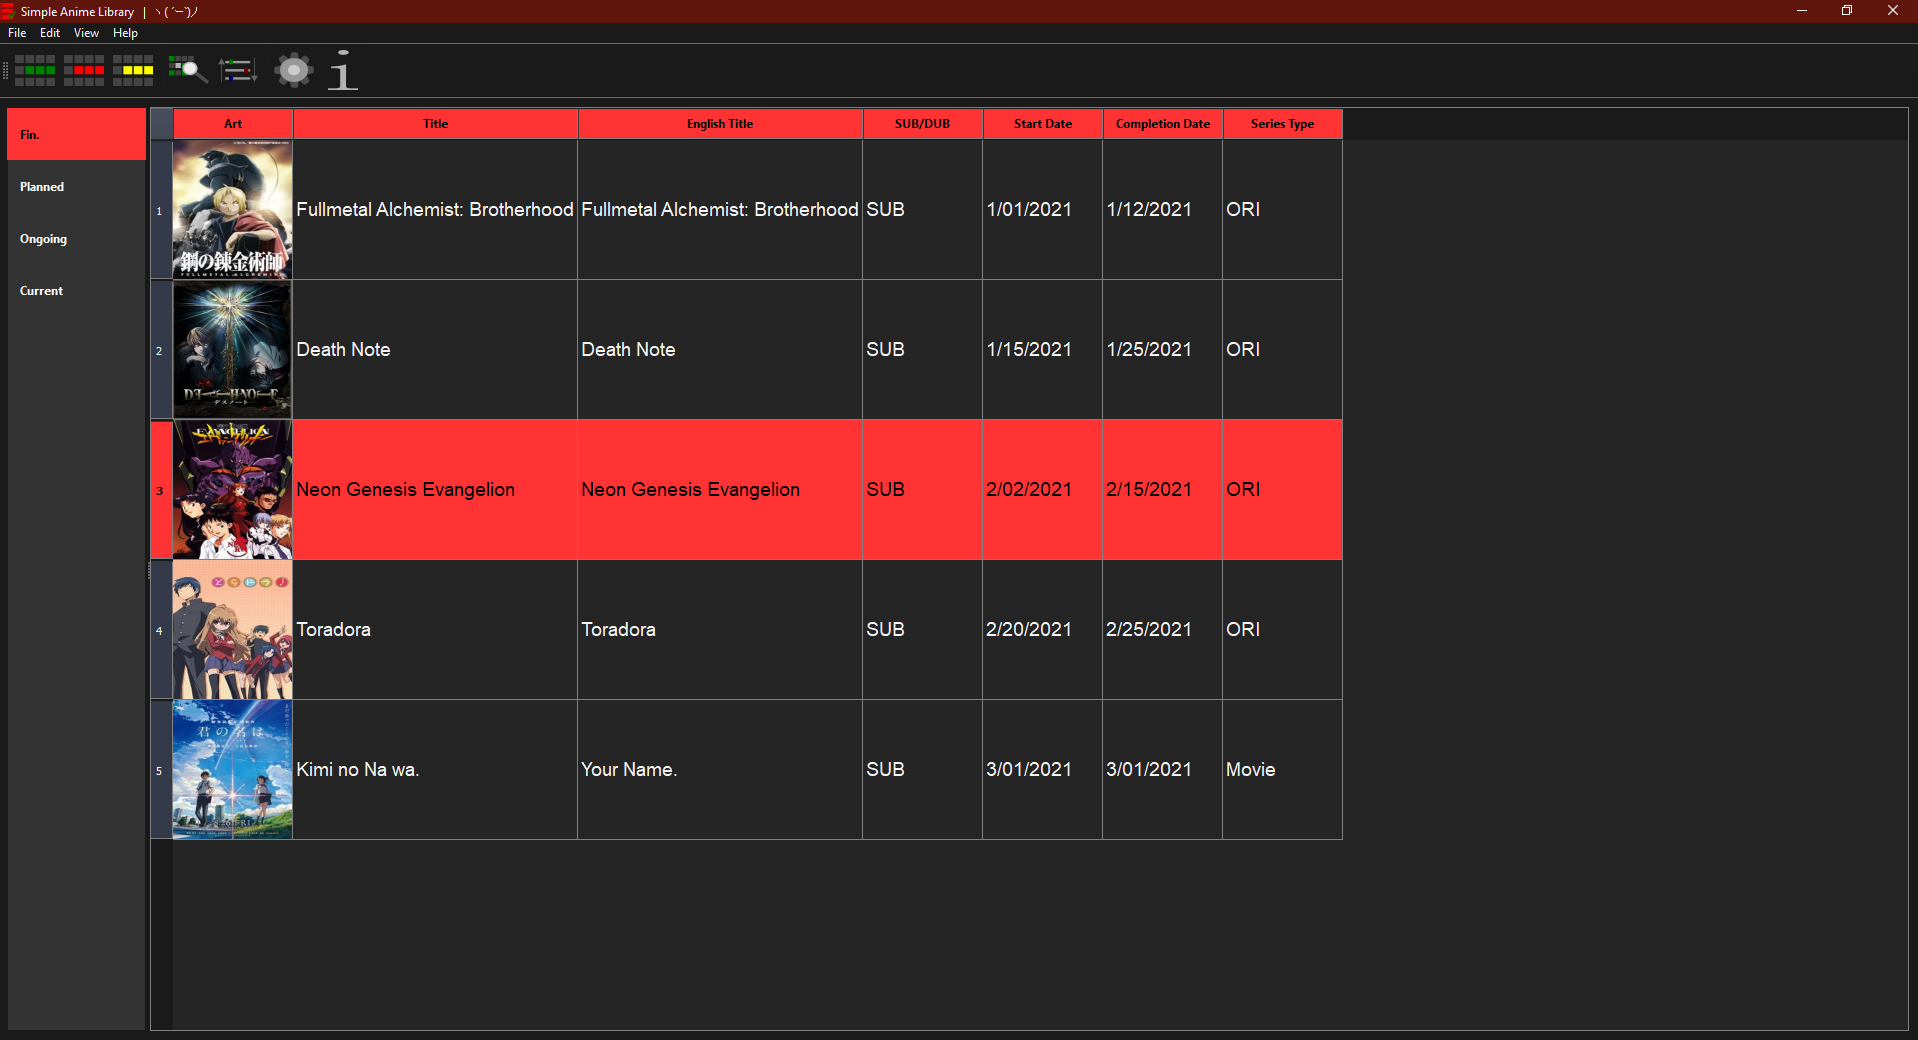 Simple Anime Library | ヽ( ´ー`)ノ
File Edit View Help
Fin.
Planned
Ongoing
Current
Art Title English Title SUB/DUB Start Date Completion Date Series Type
1 Fullmetal Alchemist: Brotherhood Fullmetal Alchemist: Brotherhood SUB 1/01/2021 1/12/2021 ORI
鋼の錬金術師
FULLMETAL ALCHEMIST
2 Death Note Death Note SUB 1/15/2021 1/25/2021 ORI
DEATH NOTE
デスノート
3 Neon Genesis Evangelion Neon Genesis Evangelion SUB 2/02/2021 2/15/2021 ORI
EVANGELION
4 Toradora Toradora SUB 2/20/2021 2/25/2021 ORI
とらドラ!
5 Kimi no Na wa. Your Name. SUB 3/01/2021 3/01/2021 Movie
君の名は